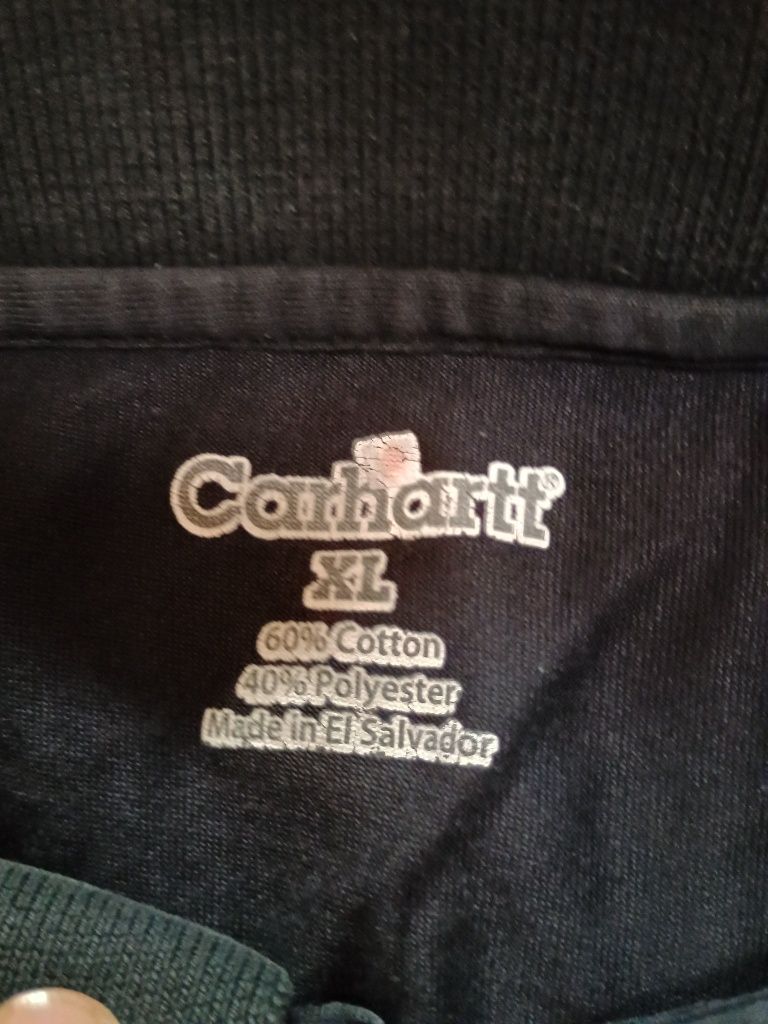 Carhartt®
XL
60% Cotton
40% Polyester
Made in El Salvador